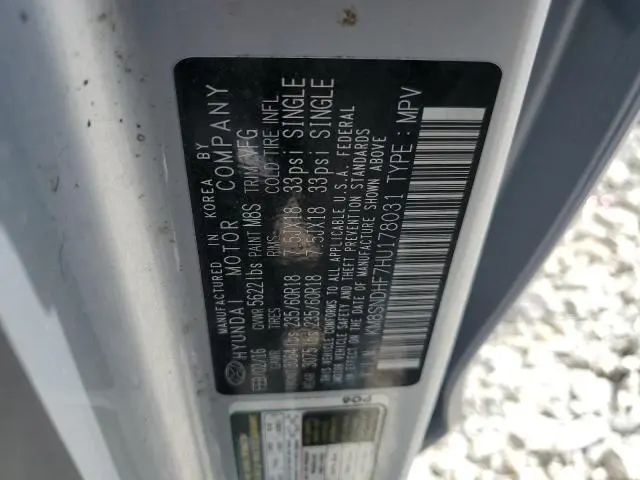 MADE IN KOREA BY
HYUNDAI MOTOR COMPANY
FEB/02/16 GVWR 5622lbs PAINT M8S TRIM
GAWR TIRES RIMS COLD TIRE INFL
235/60R18 7.5JX18 33psi SINGLE
235/60R18 7.5JX18 33psi SINGLE
THIS VEHICLE CONFORMS TO ALL APPLICABLE U.S.A. FEDERAL
MOTOR VEHICLE SAFETY AND THEFT PREVENTION STANDARDS
IN EFFECT ON THE DATE OF MANUFACTURE SHOWN ABOVE
V.I.N. : KM8SNDHF7HU178031 TYPE : MPV